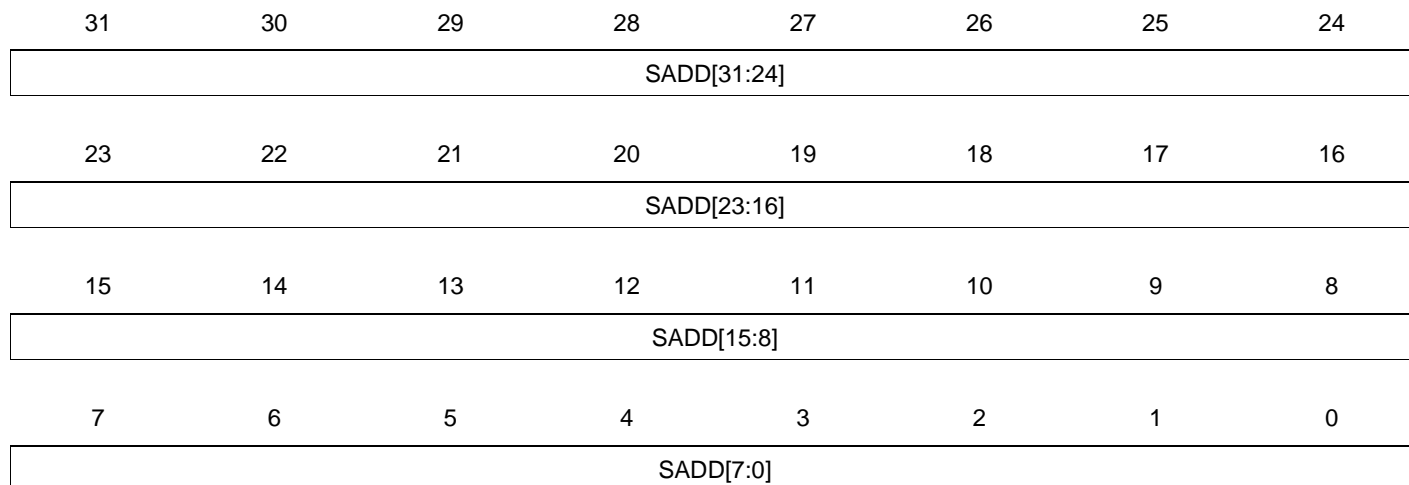 31 30 29 28 27 26 25 24
SADD[31:24]
23 22 21 20 19 18 17 16
SADD[23:16]
15 14 13 12 11 10 9 8
SADD[15:8]
7 6 5 4 3 2 1 0
SADD[7:0]